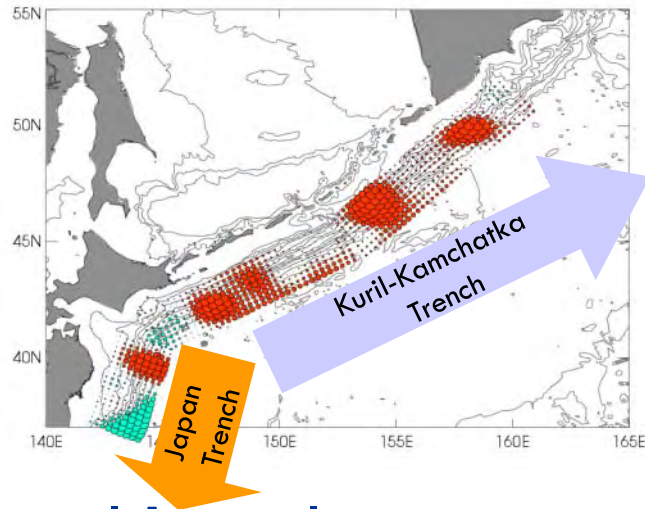 55N
50N
45N
40N
Kuril-Kamchatka
Trench
Japan
Trench
140E
150E
155E
160E
165E